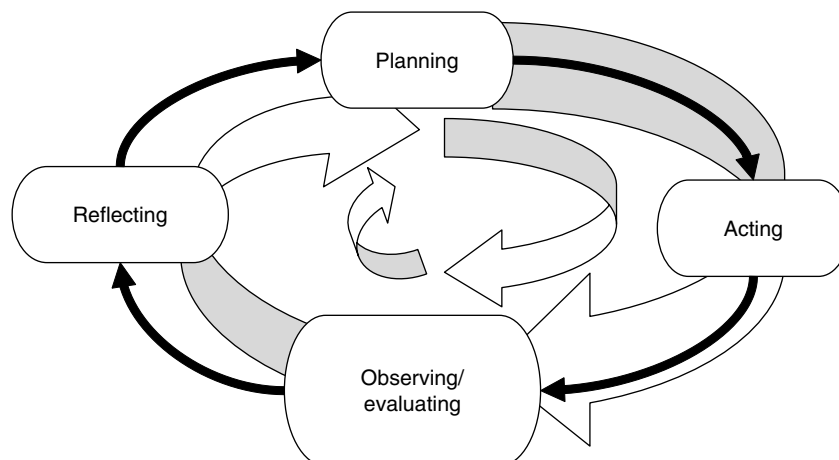 Planning
Reflecting
Acting
Observing/
evaluating